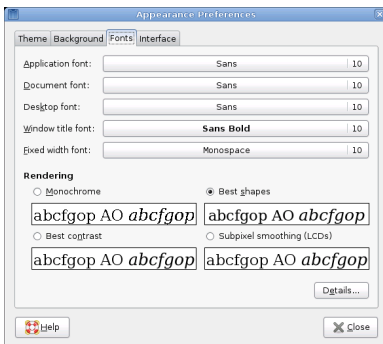 Appearance Preferences
Theme Background Fonts Interface
Application font: Sans 10
Document font: Sans 10
Desktop font: Sans 10
Window title font: Sans Bold 10
Fixed width font: Monospace 10
Rendering
Monochrome Best shapes
abcfgop AO abcfgop abcfgop AO abcfgop
Best contrast Subpixel smoothing (LCDs)
abcfgop AO abcfgop abcfgop AO abcfgop
Details...
Help Close